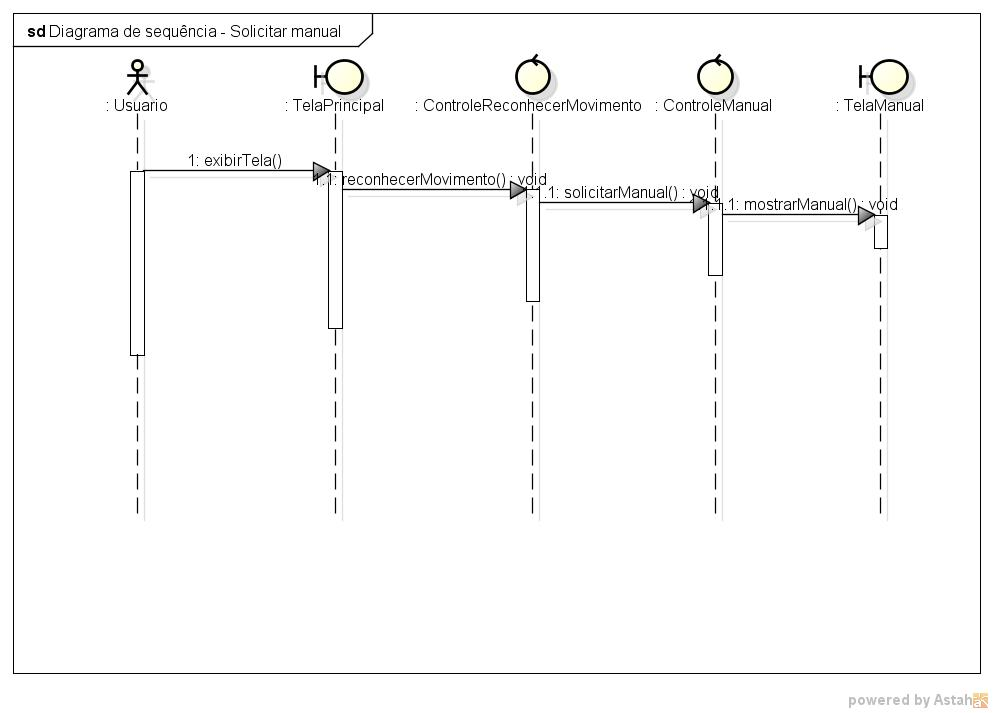 sd Diagrama de sequência - Solicitar manual
: Usuario
: TelaPrincipal
: ControleReconhecerMovimento
: ControleManual
: TelaManual
1: exibirTela()
1.1: reconhecerMovimento() : void
1.1.1: solicitarManual() : void
1.1.1.1: mostrarManual() : void
powered by Astah